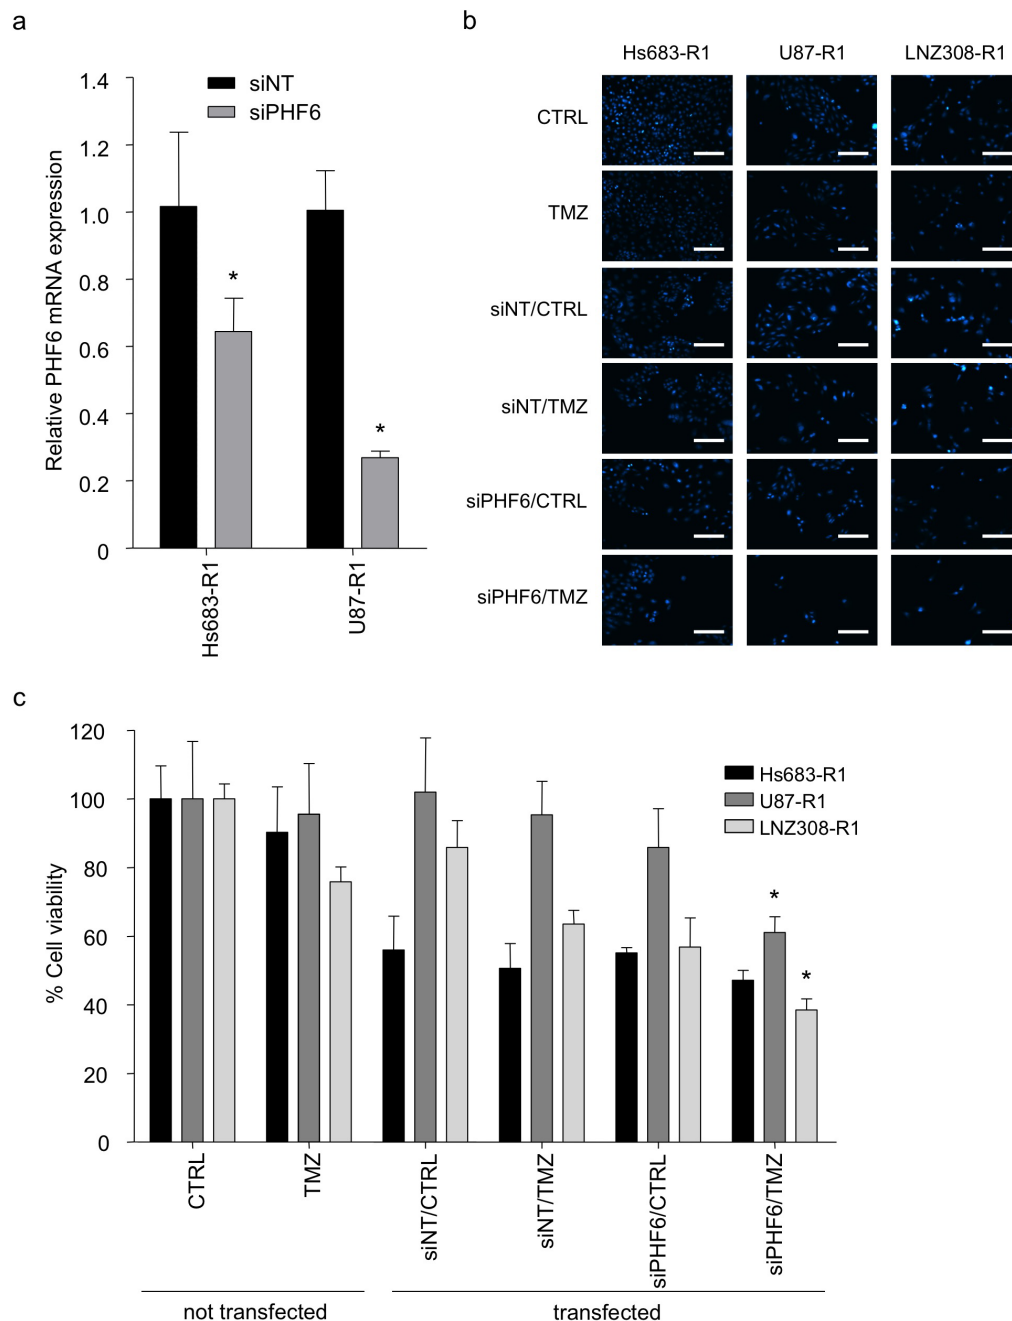 a
1.4
1.2
1.0
0.8
0.6
0.4
0.2
0
Relative PHF6 mRNA expression
siNT
siPHF6
*
*
Hs683-R1
U87-R1
b
Hs683-R1
U87-R1
LNZ308-R1
CTRL
TMZ
siNT/CTRL
siNT/TMZ
siPHF6/CTRL
siPHF6/TMZ
c
120
100
80
60
40
20
0
% Cell viability
Hs683-R1
U87-R1
LNZ308-R1
*
*
CTRL
TMZ
siNT/CTRL
siNT/TMZ
siPHF6/CTRL
siPHF6/TMZ
not transfected
transfected